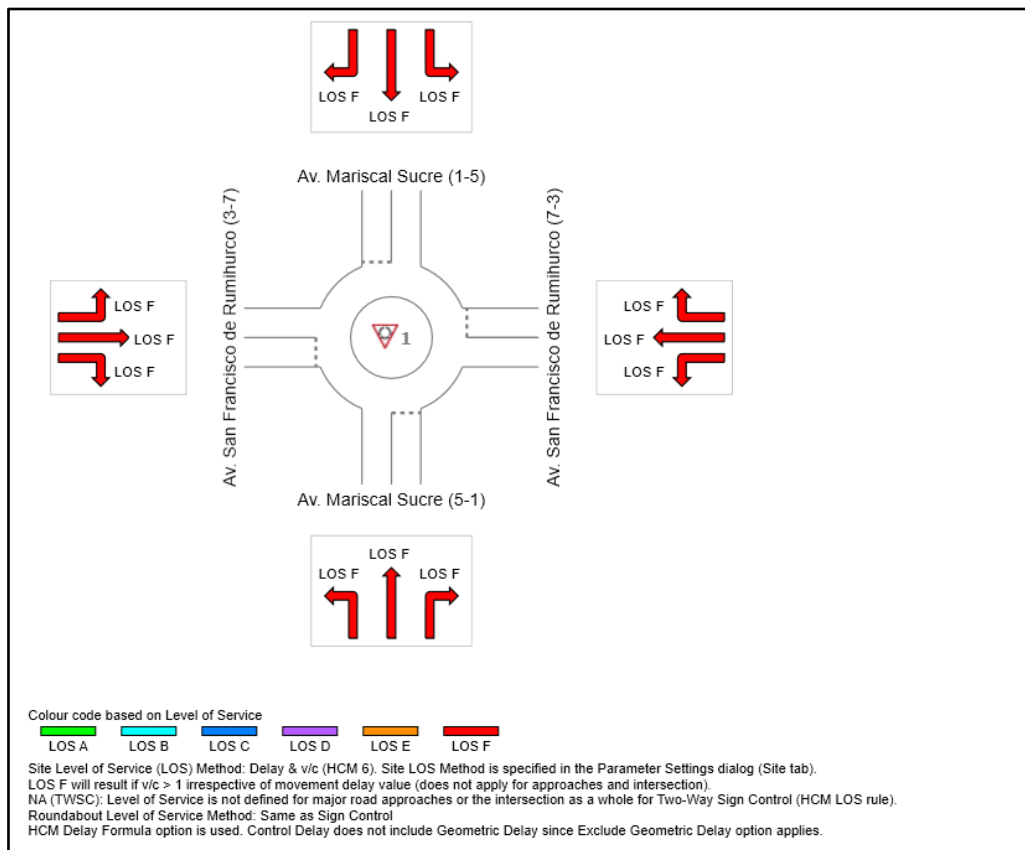 LOS F
LOS F
LOS F
Av. Mariscal Sucre (1-5)
Av. San Francisco de Rumihurco (3-7)
Av. San Francisco de Rumihurco (7-3)
LOS F
LOS F
LOS F
1
LOS F
LOS F
LOS F
Av. Mariscal Sucre (5-1)
LOS F
LOS F
LOS F
Colour code based on Level of Service
LOS A
LOS B
LOS C
LOS D
LOS E
LOS F
Site Level of Service (LOS) Method: Delay & v/c (HCM 6). Site LOS Method is specified in the Parameter Settings dialog (Site tab).
LOS F will result if v/c > 1 irrespective of movement delay value (does not apply for approaches and intersection).
NA (TWSC): Level of Service is not defined for major road approaches or the intersection as a whole for Two-Way Sign Control (HCM LOS rule).
Roundabout Level of Service Method: Same as Sign Control
HCM Delay Formula option is used. Control Delay does not include Geometric Delay since Exclude Geometric Delay option applies.